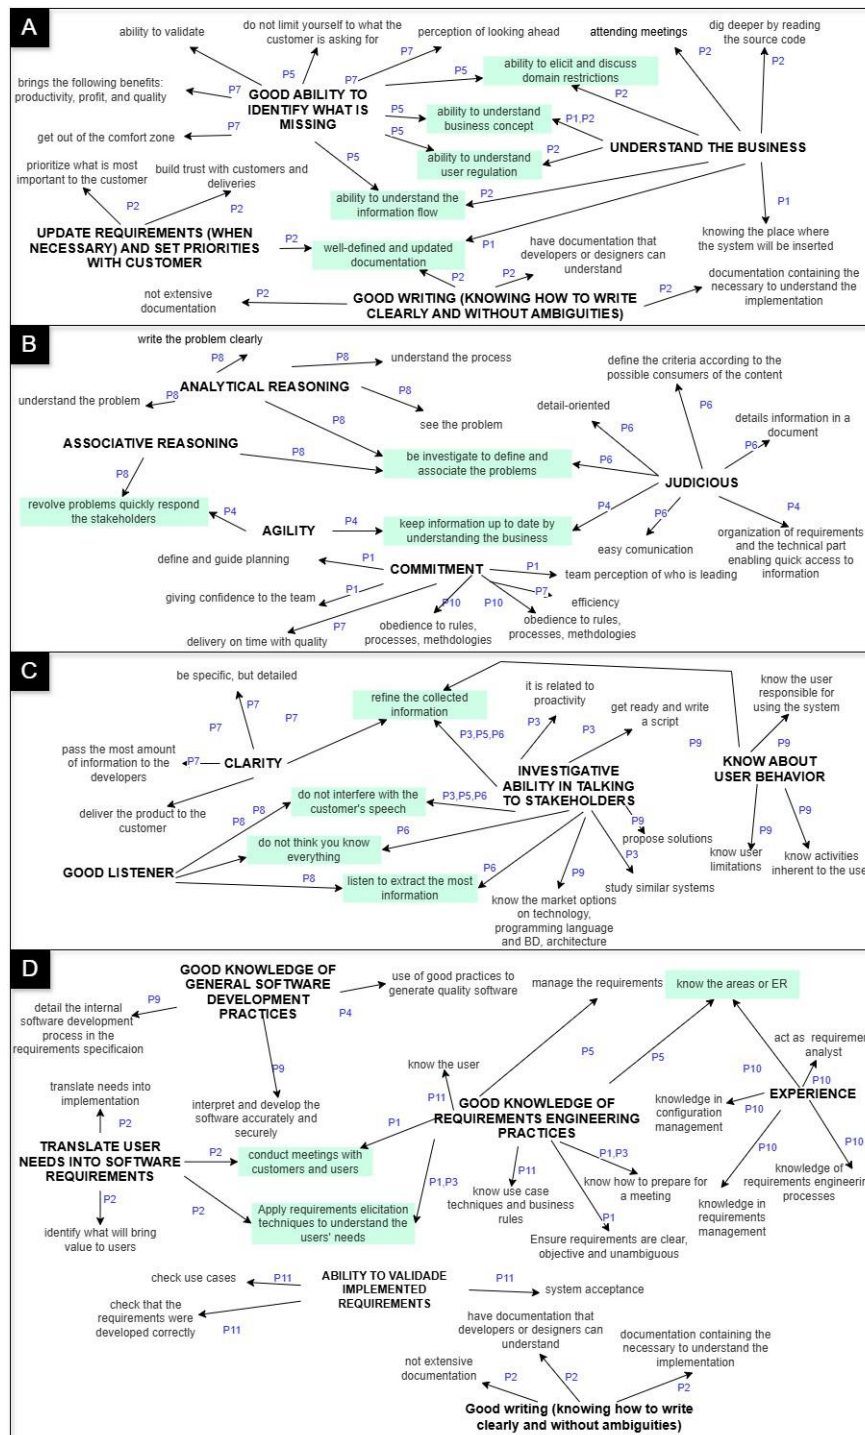 A
ability to validate
do not limit yourself to what the
customer is asking for
perception of looking ahead
attending meetings
dig deeper by reading
the source code
P7
P5
P7
P2
P2
brings the following benefits:
productivity, profit, and quality
P7
GOOD ABILITY TO
IDENTIFY WHAT IS
MISSING
P5
ability to elicit and discuss
domain restrictions
P2
get out of the comfort zone
P7
P5
ability to understand
business concept
P1,P2
UNDERSTAND THE BUSINESS
P5
ability to understand
user regulation
P2
prioritize what is most
important to the customer
build trust with customers and
deliveries
P5
ability to understand the
information flow
P2
P1
knowing the place where
the system will be inserted
P2
P2
UPDATE REQUIREMENTS (WHEN
NECESSARY) AND SET PRIORITIES
WITH CUSTOMER
P2
well-defined and updated
documentation
P1
have documentation that
developers or designers can
understand
P2
P2
documentation containing the
necessary to understand the
implementation
not extensive
documentation
P2
GOOD WRITING (KNOWING HOW TO WRITE
CLEARLY AND WITHOUT AMBIGUITIES)
P2
B
write the problem clearly
P8
P8
understand the process
ANALYTICAL REASONING
understand the problem
P8
P8
see the problem
define the criteria according to the
possible consumers of the content
detail-oriented
P6
details information in a
document
P6
ASSOCIATIVE REASONING
P8
P8
be investigate to define and
associate the problems
P6
JUDICIOUS
P8
revolve problems quickly respond
the stakeholders
P4
AGILITY
P4
keep information up to date by
understanding the business
P4
P6
easy comunication
P4
organization of requirements
and the technical part
enabling quick access to
information
define and guide planning
P1
COMMITMENT
P1
team perception of who is leading
giving confidence to the team
P1
P7
efficiency
P10
P10
delivery on time with quality
P7
obedience to rules,
processes, methdologies
obedience to rules,
processes, methdologies
C
be specific, but detailed
P7
P7
P7
refine the collected
information
it is related to
proactivity
get ready and write
a script
know the user
responsible for
using the system
P3
P3
P3,P5,P6
P9
P9
pass the most amount
of information to the
developers
P7
CLARITY
INVESTIGATIVE
ABILITY IN TALKING
TO STAKEHOLDERS
KNOW ABOUT
USER BEHAVIOR
deliver the product to the
customer
P8
do not interfere with the
customer's speech
P3,P5,P6
P9
propose solutions
P9
P9
know user
limitations
know activities
inherent to the use
P8
do not think you know
everything
P6
GOOD LISTENER
P8
listen to extract the most
information
P6
P9
P3
study similar systems
know the market options
on technology,
programming language
and BD, architecture
D
GOOD KNOWLEDGE OF
GENERAL SOFTWARE
DEVELOPMENT
PRACTICES
use of good practices to
generate quality software
P4
manage the requirements
know the areas or ER
P9
detail the internal
software development
process in the
requirements specificaion
P9
interpret and develop the
software accurately and
securely
know the user
P11
P5
P5
act as requiremen
analyst
P10
P10
EXPERIENCE
GOOD KNOWLEDGE OF
REQUIREMENTS ENGINEERING
PRACTICES
knowledge in
configuration
management
P10
P10
P10
translate needs into
implementation
P2
TRANSLATE USER
NEEDS INTO SOFTWARE
REQUIREMENTS
P2
conduct meetings with
customers and users
P1
P1,P3
P11
P1,P3
know how to prepare for
a meeting
knowledge of
requirements engineerin
processes
know use case
techniques and business
rules
knowledge in
requirements
management
P2
P2
Apply requirements elicitation
techniques to understand the
users' needs
P1
Ensure requirements are clear,
objective and unambiguous
identify what will bring
value to users
check use cases
P11
ABILITY TO VALIDADE
IMPLEMENTED
REQUIREMENTS
P11
system acceptance
check that the
requirements were
developed correctly
P11
have documentation that
developers or designers can
understand
documentation containing the
necessary to understand the
implementation
not extensive
documentation
P2
P2
P2
Good writing (knowing how to write
clearly and without ambiguities)